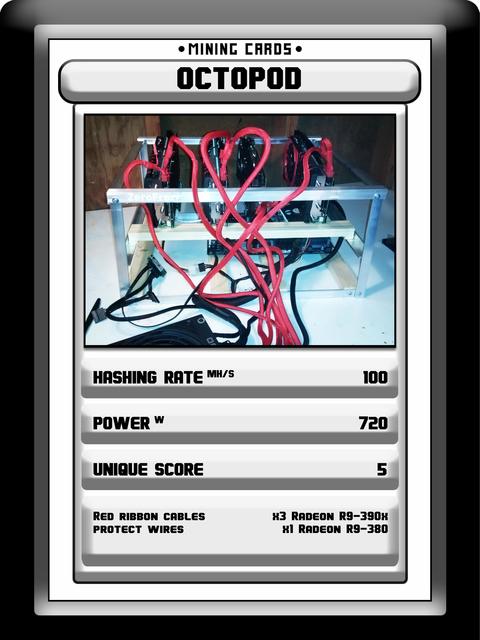 •MINING CARDS•
OCTOPOD
HASHING RATE MH/S 100
POWER W 720
UNIQUE SCORE 5
RED RIBBON CABLES x3 RADEON R9-390X
PROTECT WIRES x1 RADEON R9-380